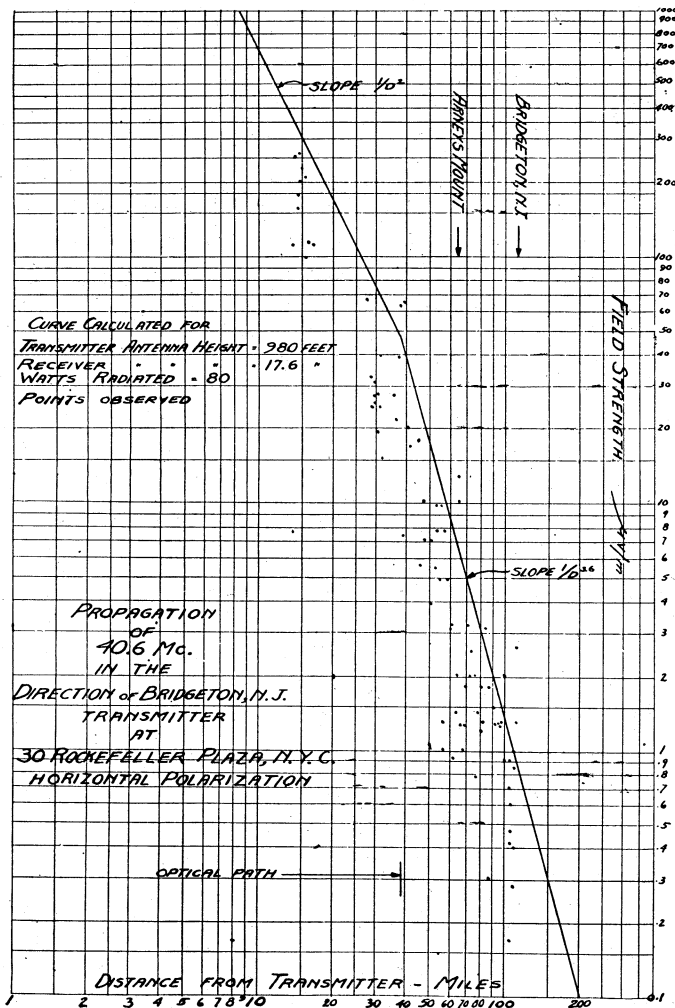 SLOPE 1/D²
ARNEYS MOUNT
BRIDGETON, N.J.
CURVE CALCULATED FOR
TRANSMITTER ANTENNA HEIGHT = 980 FEET
RECEIVER " " " = 17.6 "
WATTS RADIATED = 80
POINTS OBSERVED
FIELD STRENGTH μV/m
SLOPE 1/D^3.6
PROPAGATION
OF
40.6 MC.
IN THE
DIRECTION OF BRIDGETON, N.J.
TRANSMITTER
AT
30 ROCKEFELLER PLAZA, N.Y.C.
HORIZONTAL POLARIZATION
OPTICAL PATH
1000
900
800
700
600
500
400
300
200
100
90
80
70
60
50
40
30
20
10
9
8
7
6
5
4
3
2
1
.9
.8
.7
.6
.5
.4
.3
.2
0.1
DISTANCE FROM TRANSMITTER - MILES
1 2 3 4 5 6 7 8 9 10 20 30 40 50 60 70 80 100 200